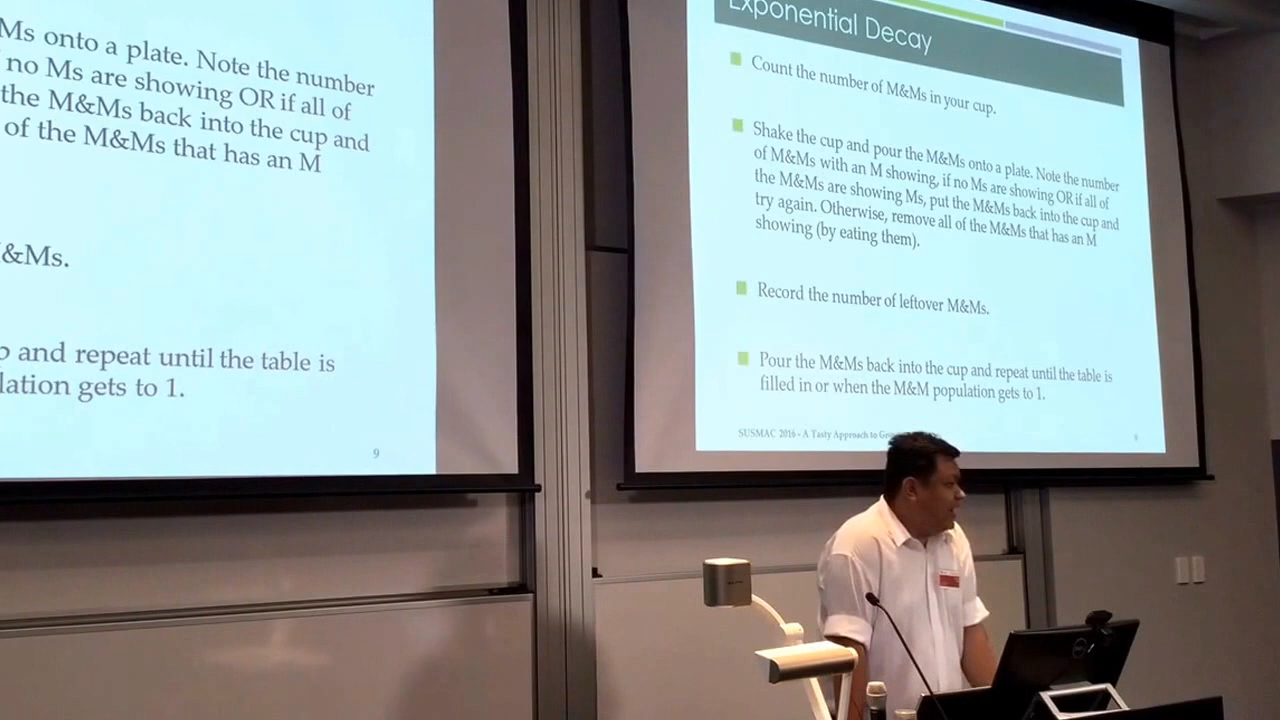 Ms onto a plate. Note the number
no Ms are showing OR if all of
the M&Ms back into the cup and
of the M&Ms that has an M
&Ms.
and repeat until the table is
lation gets to 1.
9
Exponential Decay
Count the number of M&Ms in your cup.
Shake the cup and pour the M&Ms onto a plate. Note the number
of M&Ms with an M showing, if no Ms are showing OR if all of
the M&Ms are showing Ms, put the M&Ms back into the cup and
try again. Otherwise, remove all of the M&Ms that has an M
showing (by eating them).
Record the number of leftover M&Ms.
Pour the M&Ms back into the cup and repeat until the table is
filled in or when the M&M population gets to 1.
SUSMAC 2016 - A Tasty Approach to